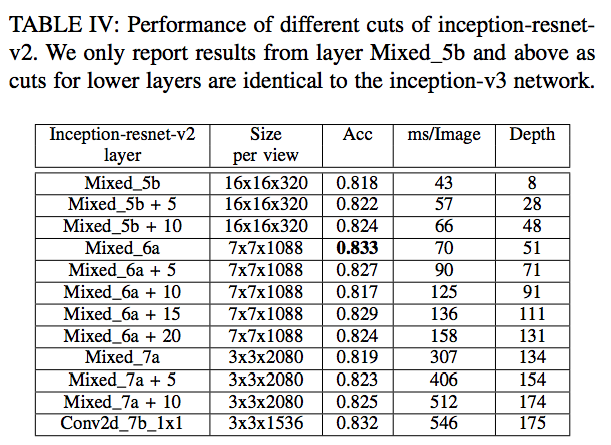 TABLE IV: Performance of different cuts of inception-resnet-
v2. We only report results from layer Mixed_5b and above as
cuts for lower layers are identical to the inception-v3 network.
Inception-resnet-v2 layer Size per view Acc ms/Image Depth
Mixed_5b 16x16x320 0.818 43 8
Mixed_5b + 5 16x16x320 0.822 57 28
Mixed_5b + 10 16x16x320 0.824 66 48
Mixed_6a 7x7x1088 0.833 70 51
Mixed_6a + 5 7x7x1088 0.827 90 71
Mixed_6a + 10 7x7x1088 0.817 125 91
Mixed_6a + 15 7x7x1088 0.829 136 111
Mixed_6a + 20 7x7x1088 0.824 158 131
Mixed_7a 3x3x2080 0.819 307 134
Mixed_7a + 5 3x3x2080 0.823 406 154
Mixed_7a + 10 3x3x2080 0.825 512 174
Conv2d_7b_1x1 3x3x1536 0.832 546 175